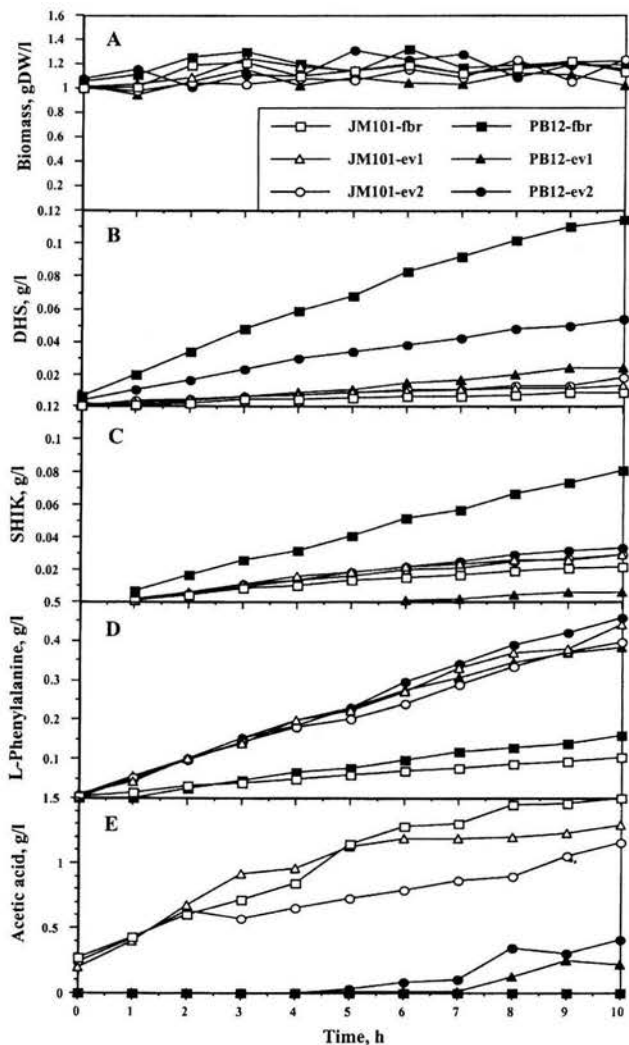 A
Biomass, gDW/l
1.6
1.4
1.2
1
1.2
0.8
0.6
0.4
0.2
JM101-fbr
PB12-fbr
JM101-ev1
PB12-ev1
JM101-ev2
PB12-ev2
B
DHS, g/l
0.12
0.1
0.08
0.06
0.04
0.02
C
SHIK, g/l
0.12
0.1
0.08
0.06
0.04
0.02
D
L-Phenylalanine, g/l
0.5
0.4
0.3
0.2
0.1
E
Acetic acid, g/l
1.5
1
0.5
0
0 1 2 3 4 5 6 7 8 9 10
Time, h